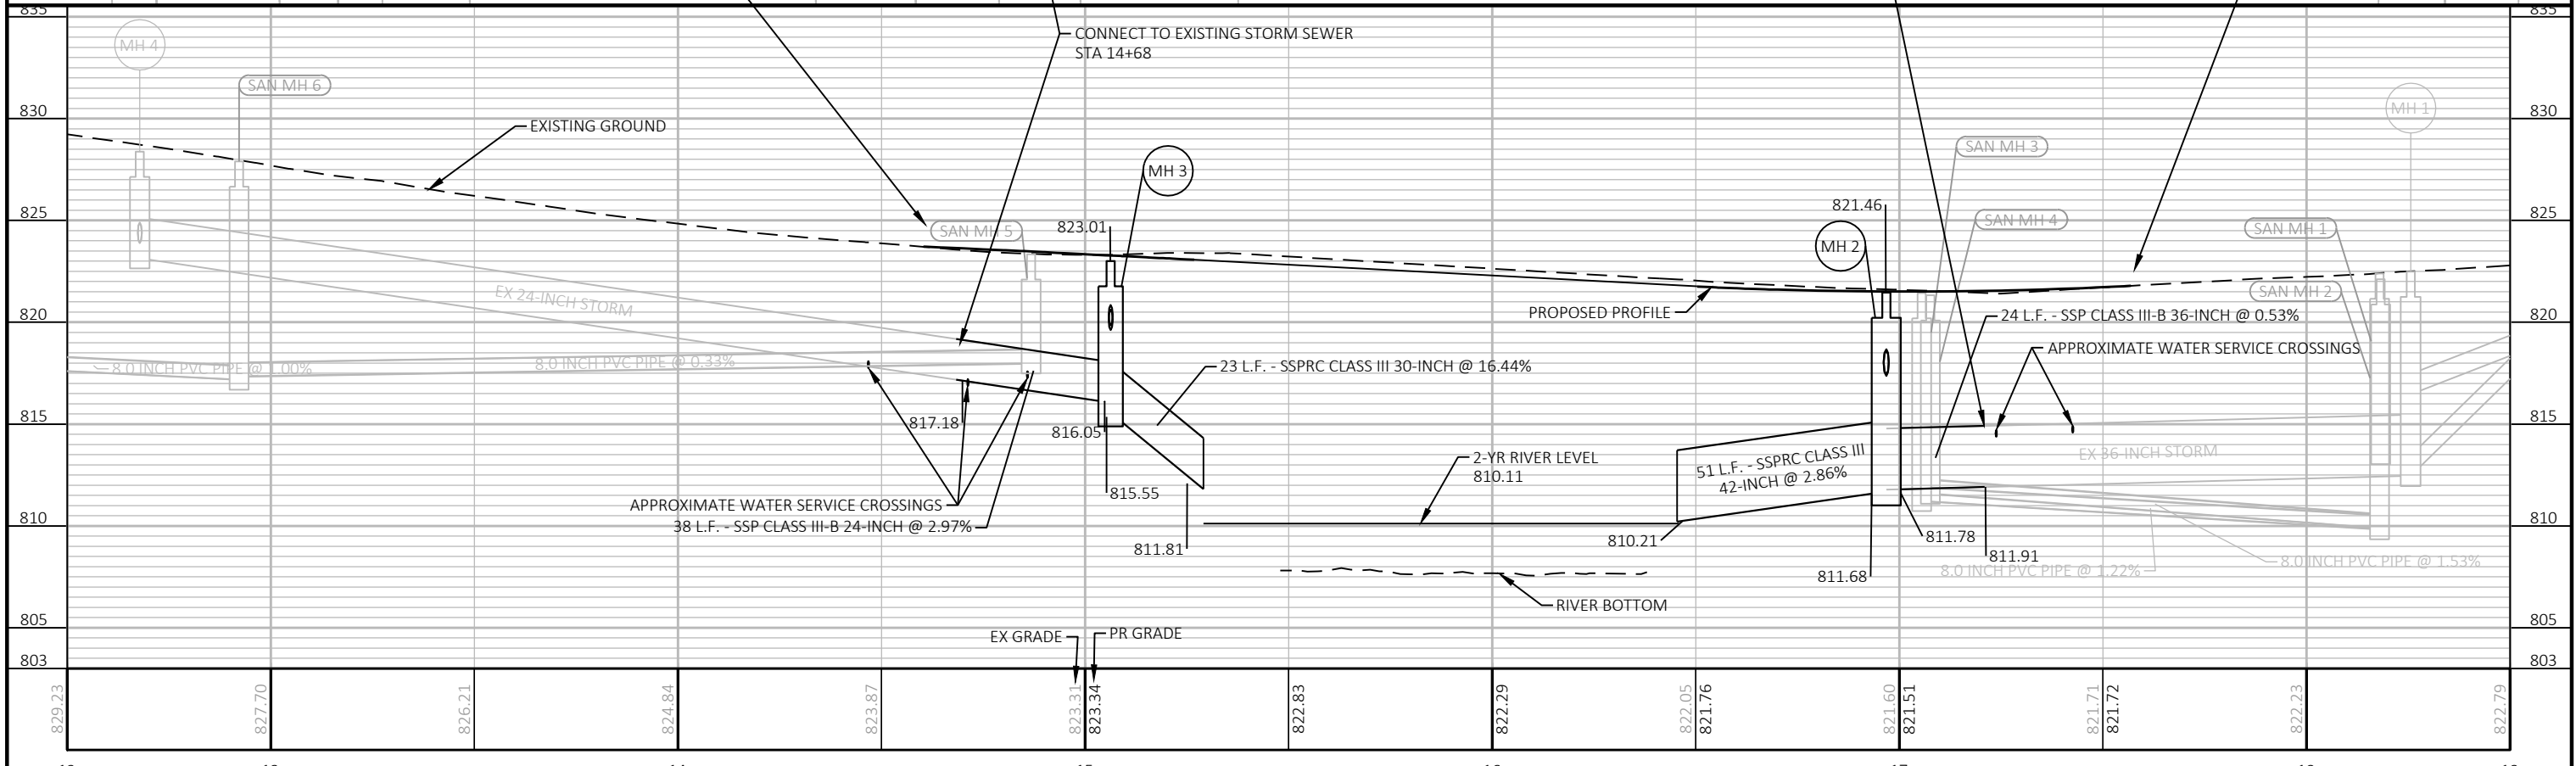 835
835
MH 4
CONNECT TO EXISTING STORM SEWER
STA 14+68
SAN MH 6
MH 1
830
830
EXISTING GROUND
SAN MH 3
MH 3
821.46
825
825
SAN MH 5
823.01
MH 2
SAN MH 4
SAN MH 1
EX 24-INCH STORM
PROPOSED PROFILE
SAN MH 2
820
820
24 L.F. - SSP CLASS III-B 36-INCH @ 0.53%
APPROXIMATE WATER SERVICE CROSSINGS
8.0 INCH PVC PIPE @ 1.00%
8.0 INCH PVC PIPE @ 0.33%
23 L.F. - SSPRC CLASS III 30-INCH @ 16.44%
815
815
817.18
816.05
EX 36-INCH STORM
2-YR RIVER LEVEL
810.11
51 L.F. - SSPRC CLASS III
42-INCH @ 2.86%
815.55
APPROXIMATE WATER SERVICE CROSSINGS
38 L.F. - SSP CLASS III-B 24-INCH @ 2.97%
810
810
811.81
810.21
811.78
811.91
811.68
8.0 INCH PVC PIPE @ 1.22%
8.0 INCH PVC PIPE @ 1.53%
RIVER BOTTOM
805
805
EX GRADE
PR GRADE
803
803
829.23
827.70
826.21
824.84
823.87
823.31
823.34
822.83
822.29
822.05
821.76
821.60
821.51
821.71
821.72
822.23
822.79